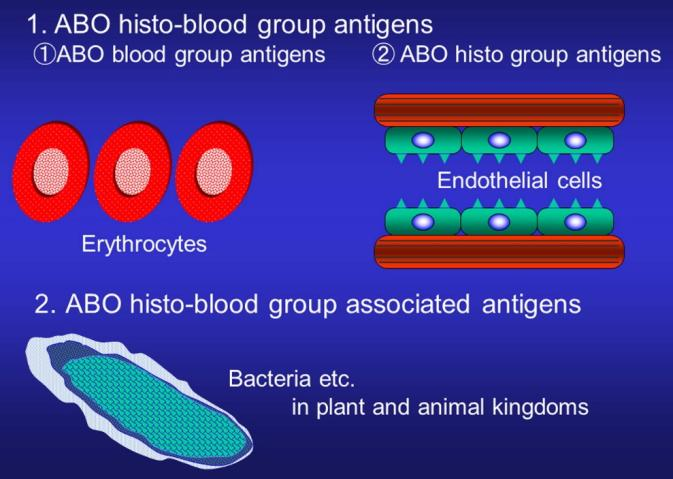 1. ABO histo-blood group antigens
①ABO blood group antigens
② ABO histo group antigens
Endothelial cells
Erythrocytes
2. ABO histo-blood group associated antigens
Bacteria etc.
in plant and animal kingdoms